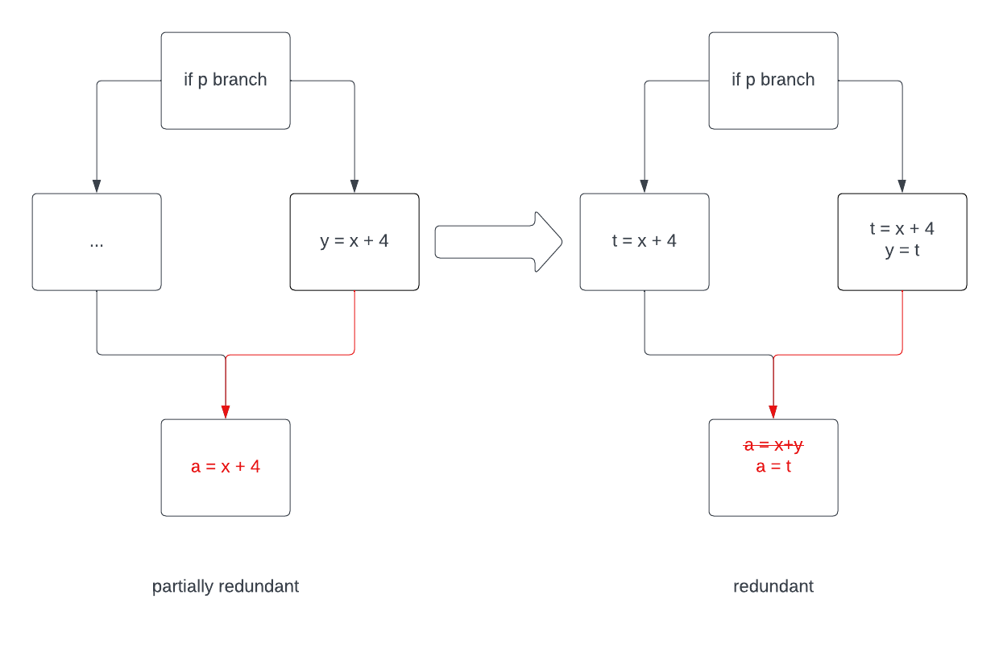 if p branch
...
y = x + 4
a = x + 4
partially redundant
if p branch
t = x + 4
t = x + 4
y = t
a = x+y
a = t
redundant